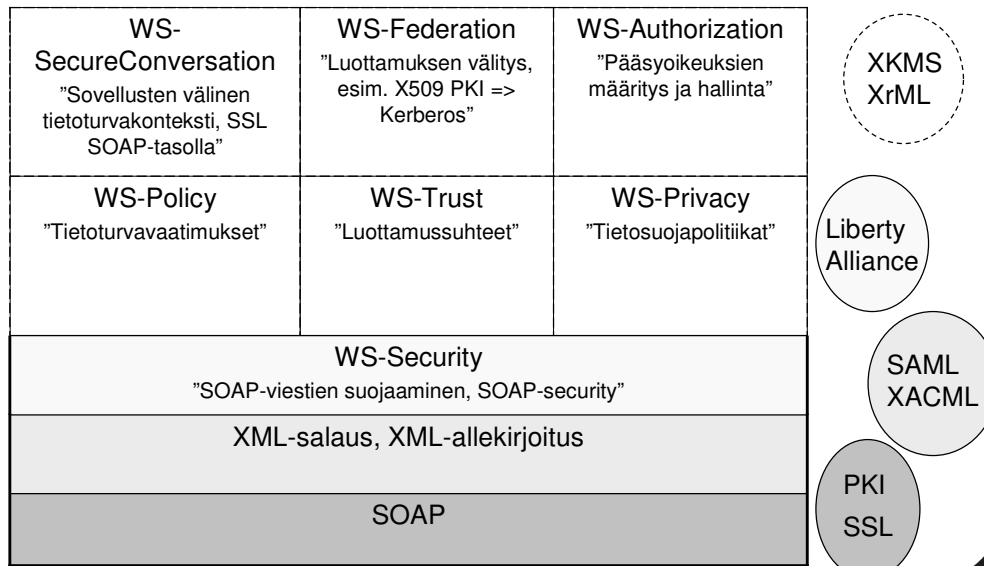 WS-
SecureConversation
”Sovellusten välinen
tietoturvakonteksti, SSL
SOAP-tasolla”
WS-Federation
”Luottamuksen välitys,
esim. X509 PKI =>
Kerberos”
WS-Authorization
”Pääsyoikeuksien
määritys ja hallinta”
XKMS
XrML
WS-Policy
”Tietoturvavaatimukset”
WS-Trust
”Luottamussuhteet”
WS-Privacy
”Tietosuojapolitiikat”
Liberty
Alliance
WS-Security
”SOAP-viestien suojaaminen, SOAP-security”
SAML
XACML
XML-salaus, XML-allekirjoitus
SOAP
PKI
SSL